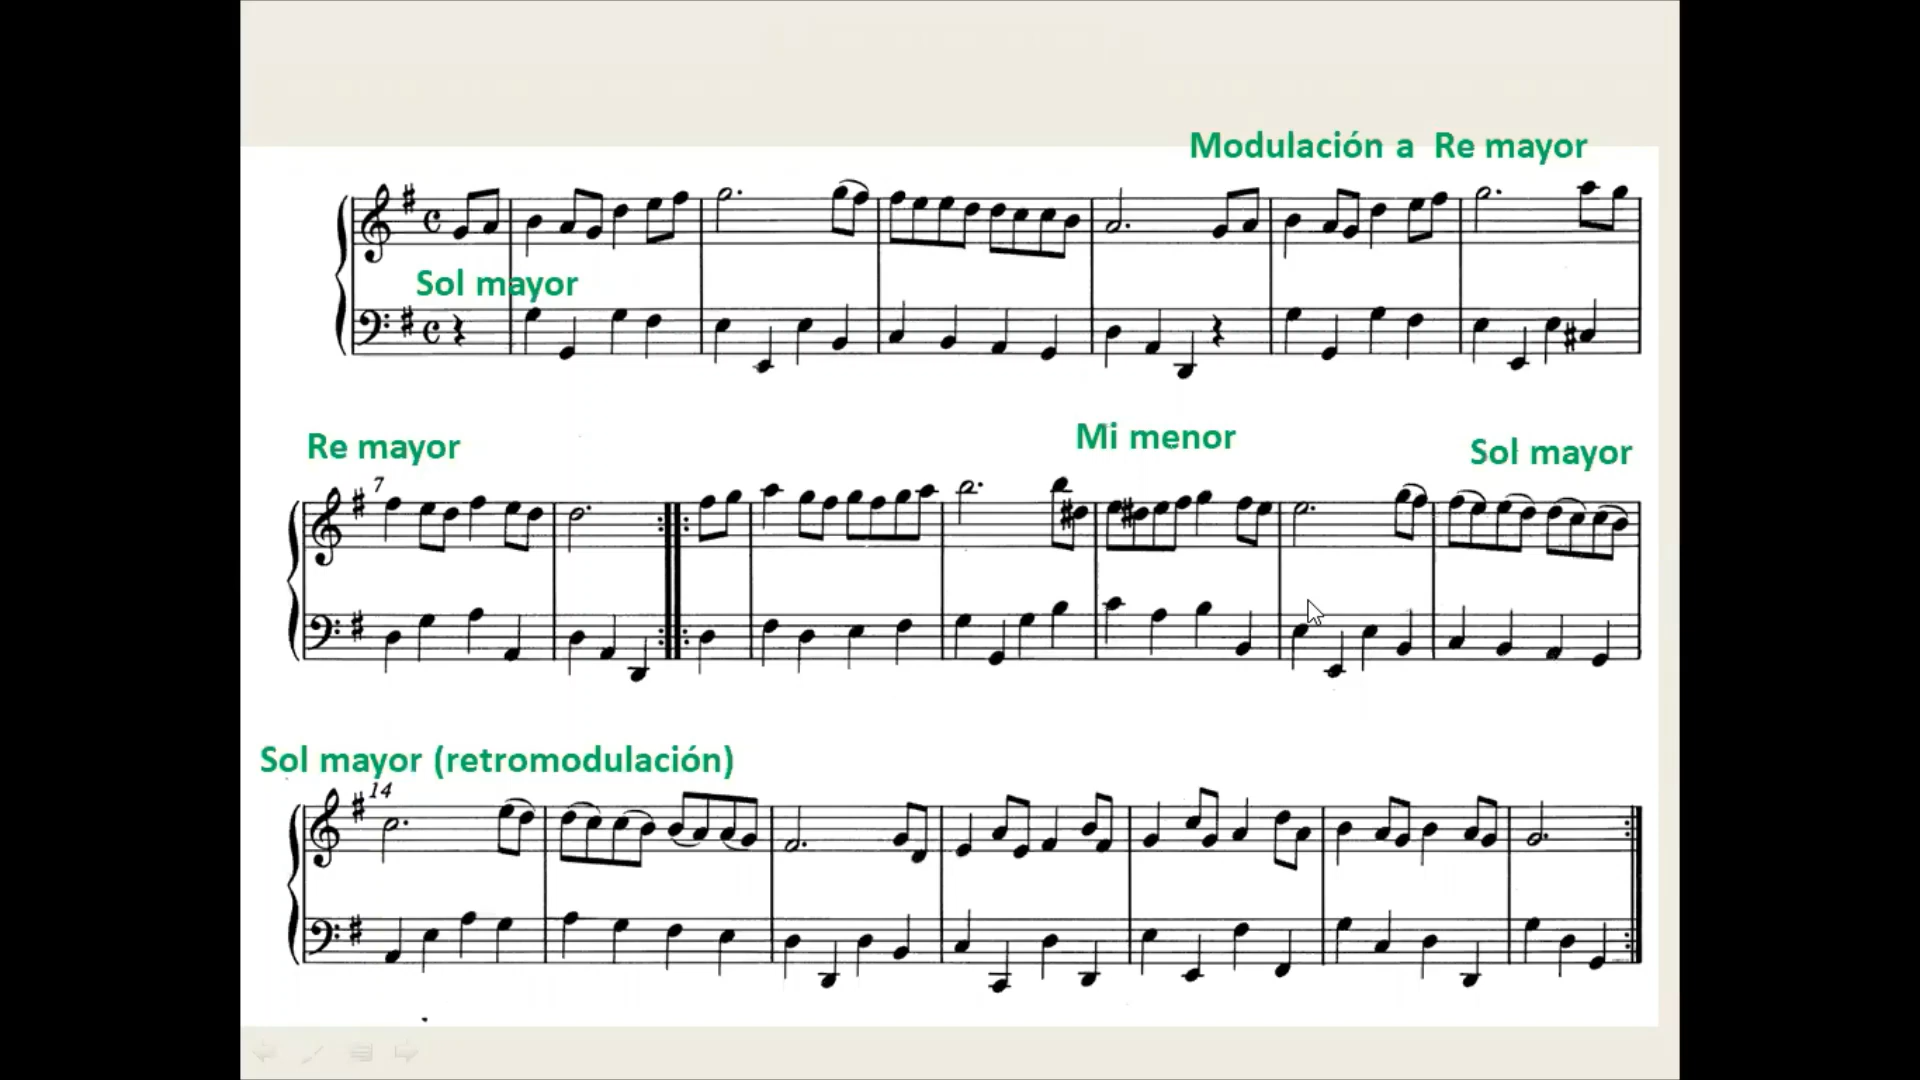 Modulación a Re mayor
Sol mayor
Re mayor
Mi menor
Sol mayor
7
Sol mayor (retromodulación)
14